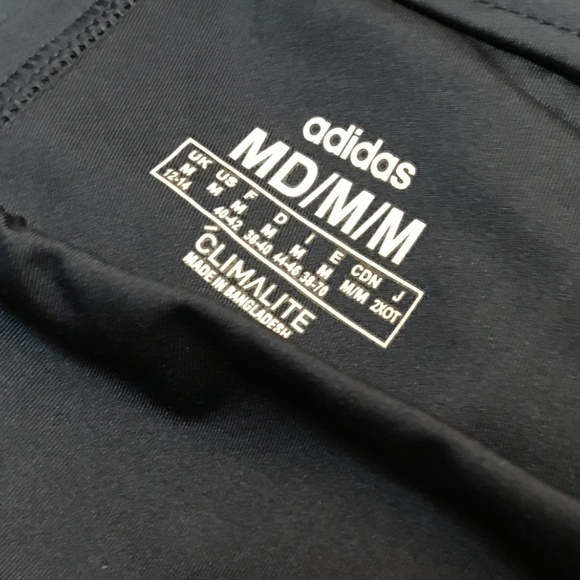 adidas
MD/M/M
UK US F D I E CDN J
M M M M M M M/M 2XOT
12-14 40-42 38-40 44-46 38-70
CLIMALITE
MADE IN BANGLADESH